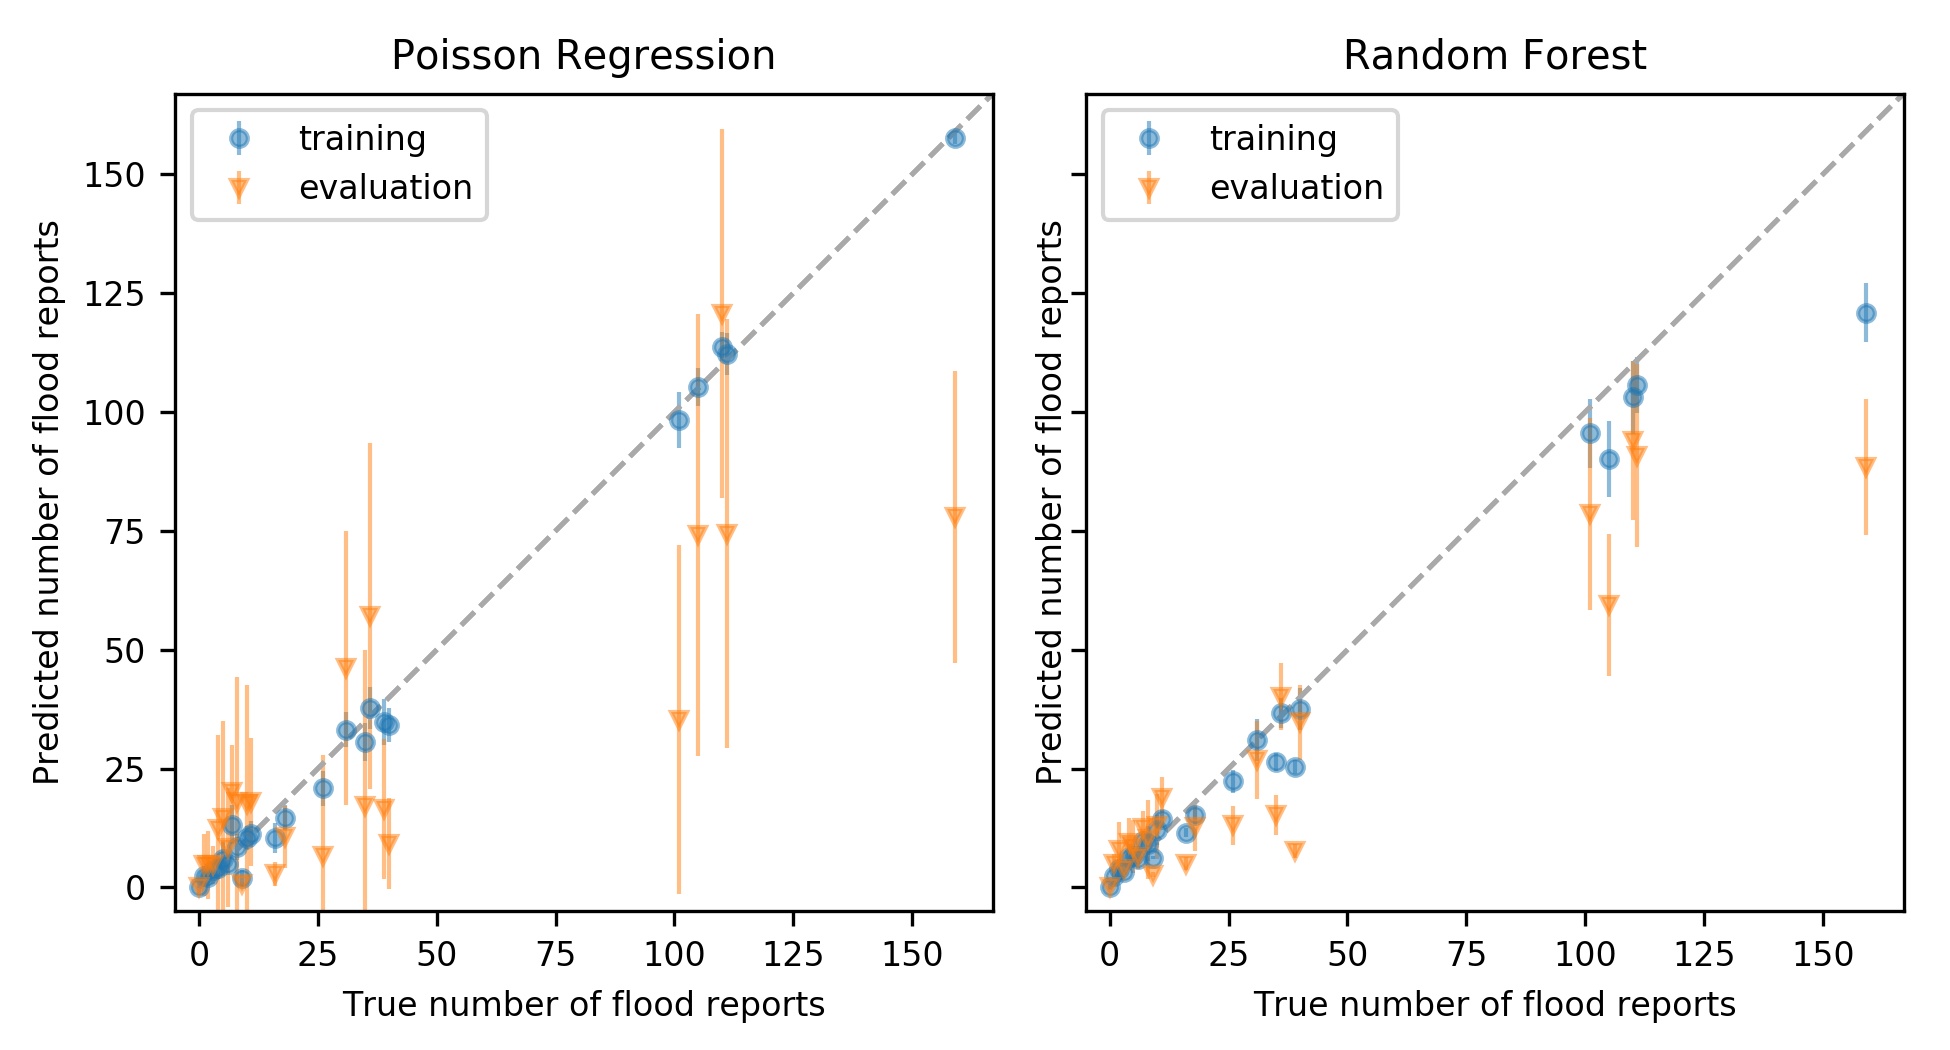 Poisson Regression
training
evaluation
150
125
100
75
50
25
0
Predicted number of flood reports
0 25 50 75 100 125 150
True number of flood reports
Random Forest
training
evaluation
Predicted number of flood reports
0 25 50 75 100 125 150
True number of flood reports